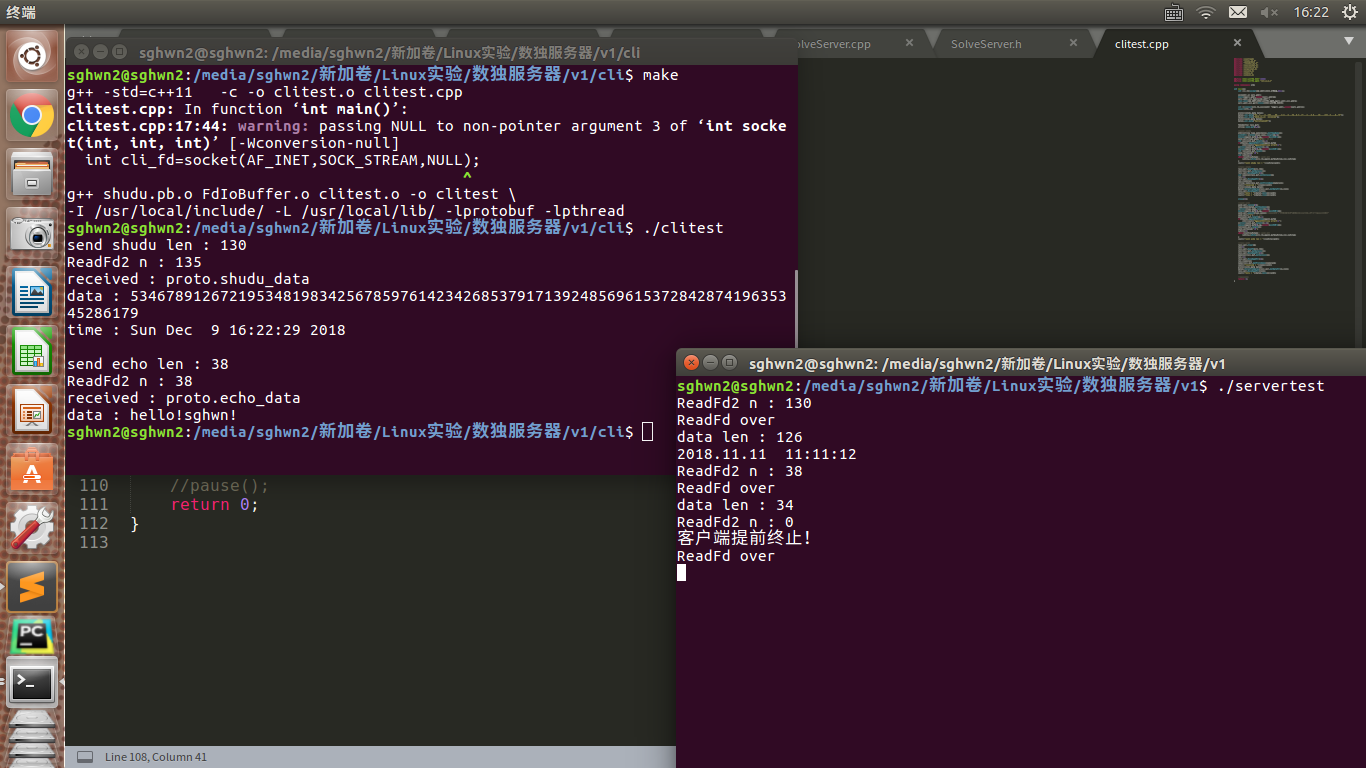 终端
16:22
olveServer.cpp
SolveServer.h
clitest.cpp
sghwn2@sghwn2: /media/sghwn2/新加卷/Linux实验/数独服务器/v1/cli
sghwn2@sghwn2:/media/sghwn2/新加卷/Linux实验/数独服务器/v1/cli$ make
g++ -std=c++11   -c -o clitest.o clitest.cpp
clitest.cpp: In function ‘int main()’:
clitest.cpp:17:44: warning: passing NULL to non-pointer argument 3 of ‘int socke
t(int, int, int)’ [-Wconversion-null]
  int cli_fd=socket(AF_INET,SOCK_STREAM,NULL);
^
g++ shudu.pb.o FdIoBuffer.o clitest.o -o clitest \
-I /usr/local/include/ -L /usr/local/lib/ -lprotobuf -lpthread
sghwn2@sghwn2:/media/sghwn2/新加卷/Linux实验/数独服务器/v1/cli$ ./clitest
send shudu len : 130
ReadFd2 n : 135
received : proto.shudu_data
data : 5346789126721953481983425678597614234268537917139248569615372842874196353
45286179
time : Sun Dec  9 16:22:29 2018
send echo len : 38
ReadFd2 n : 38
received : proto.echo_data
data : hello!sghwn!
sghwn2@sghwn2:/media/sghwn2/新加卷/Linux实验/数独服务器/v1/cli$
110 //pause();
111 return 0;
112 }
113
Line 108, Column 41
sghwn2@sghwn2: /media/sghwn2/新加卷/Linux实验/数独服务器/v1
sghwn2@sghwn2:/media/sghwn2/新加卷/Linux实验/数独服务器/v1$ ./servertest
ReadFd2 n : 130
ReadFd over
data len : 126
2018.11.11  11:11:12
ReadFd2 n : 38
ReadFd over
data len : 34
ReadFd2 n : 0
客户端提前终止!
ReadFd over
PC